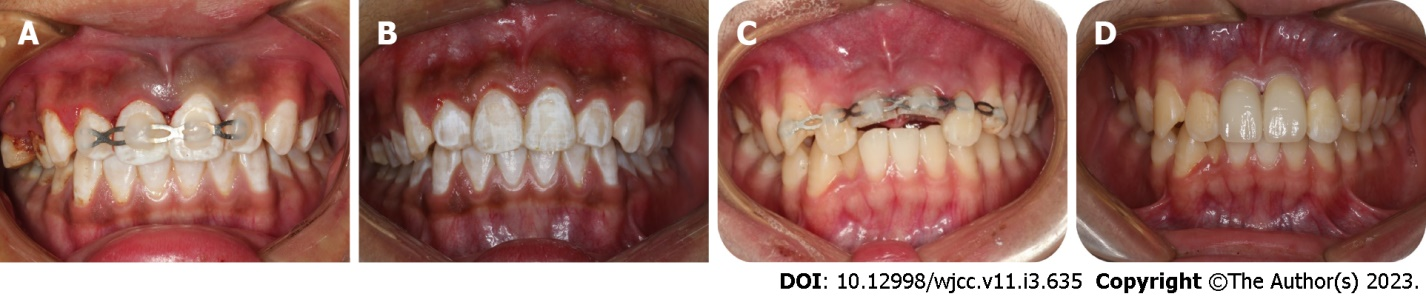 A
B
C
D
DOI: 10.12998/wjcc.v11.i3.635 Copyright ©The Author(s) 2023.